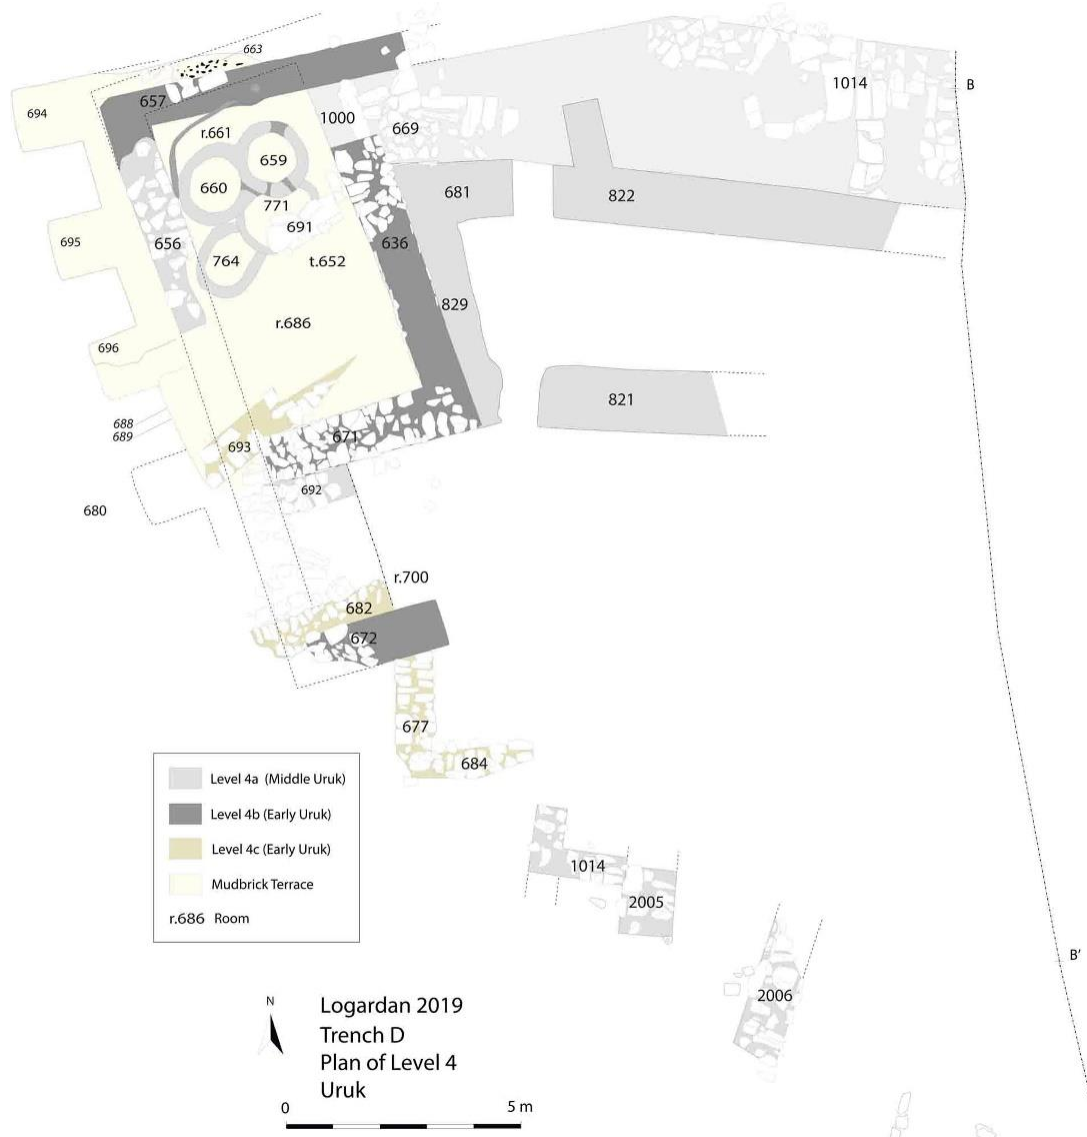 663
694
657
r.661
1000
669
1014
B
659
660
771
691
681
822
695
656
636
764
t.652
829
r.686
696
821
688
689
693
671
692
680
r.700
682
672
677
684
Level 4a (Middle Uruk)
Level 4b (Early Uruk)
Level 4c (Early Uruk)
Mudbrick Terrace
r.686 Room
1014
2005
B'
2006
N
Logardan 2019
Trench D
Plan of Level 4
Uruk
0 5 m